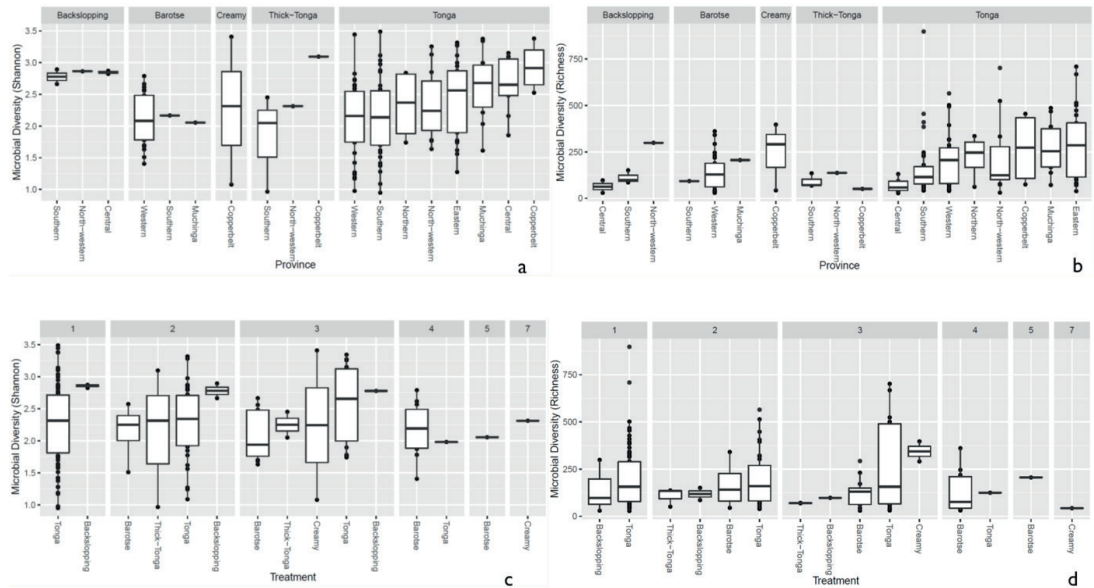 Backslopping Barotse Creamy Thick-Tonga Tonga
Microbial Diversity (Shannon)
3.5
3.0
2.5
2.0
1.5
1.0
Southern
North-western
Central
Western
Southern
Muchinga
Copperbelt
Southern
North-western
Copperbelt
Western
Southern
Northern
North-western
Eastern
Muchinga
Central
Copperbelt
Province
a
Backslopping Barotse Creamy Thick-Tonga Tonga
Microbial Diversity (Richness)
750
500
250
0
Central
Southern
North-western
Southern
Western
Muchinga
Copperbelt
Southern
North-western
Copperbelt
Central
Southern
Western
Northern
North-western
Copperbelt
Muchinga
Eastern
Province
b
1 2 3 4 5 7
Microbial Diversity (Shannon)
3.5
3.0
2.5
2.0
1.5
1.0
Tonga
Backslopping
Barotse
Thick-Tonga
Tonga
Backslopping
Barotse
Thick-Tonga
Creamy
Tonga
Backslopping
Barotse
Tonga
Barotse
Creamy
Treatment
c
1 2 3 4 5 7
Microbial Diversity (Richness)
750
500
250
0
Backslopping
Tonga
Thick-Tonga
Backslopping
Barotse
Tonga
Thick-Tonga
Backslopping
Barotse
Tonga
Creamy
Barotse
Tonga
Barotse
Creamy
Treatment
d